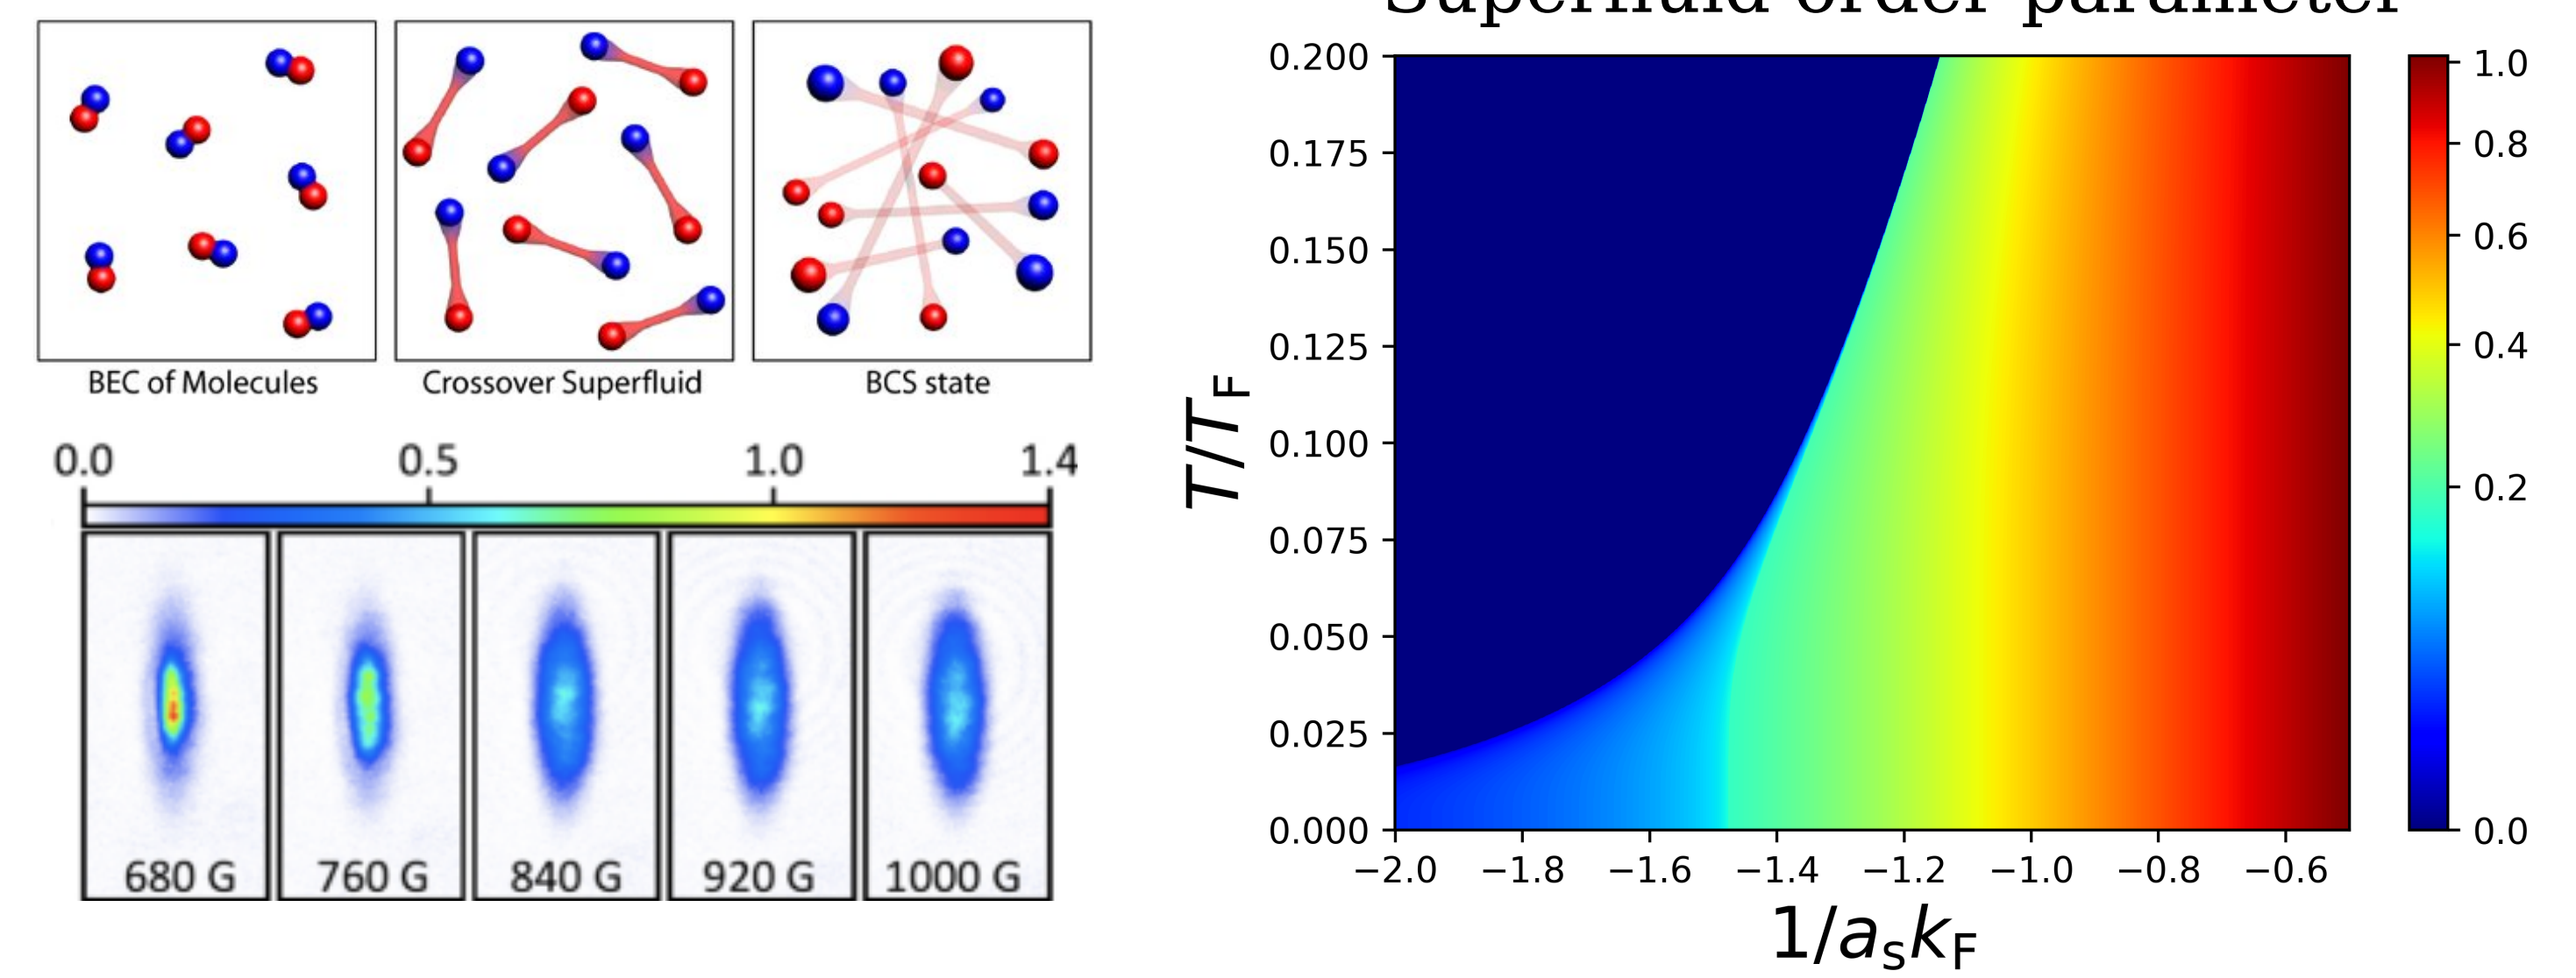 BEC of Molecules
Crossover Superfluid
BCS state
0.0 0.5 1.0 1.4
680 G 760 G 840 G 920 G 1000 G
Superfluid order parameter
T/T_F
0.200
0.175
0.150
0.125
0.100
0.075
0.050
0.025
0.000
−2.0 −1.8 −1.6 −1.4 −1.2 −1.0 −0.8 −0.6
1/a_s k_F
1.0
0.8
0.6
0.4
0.2
0.0